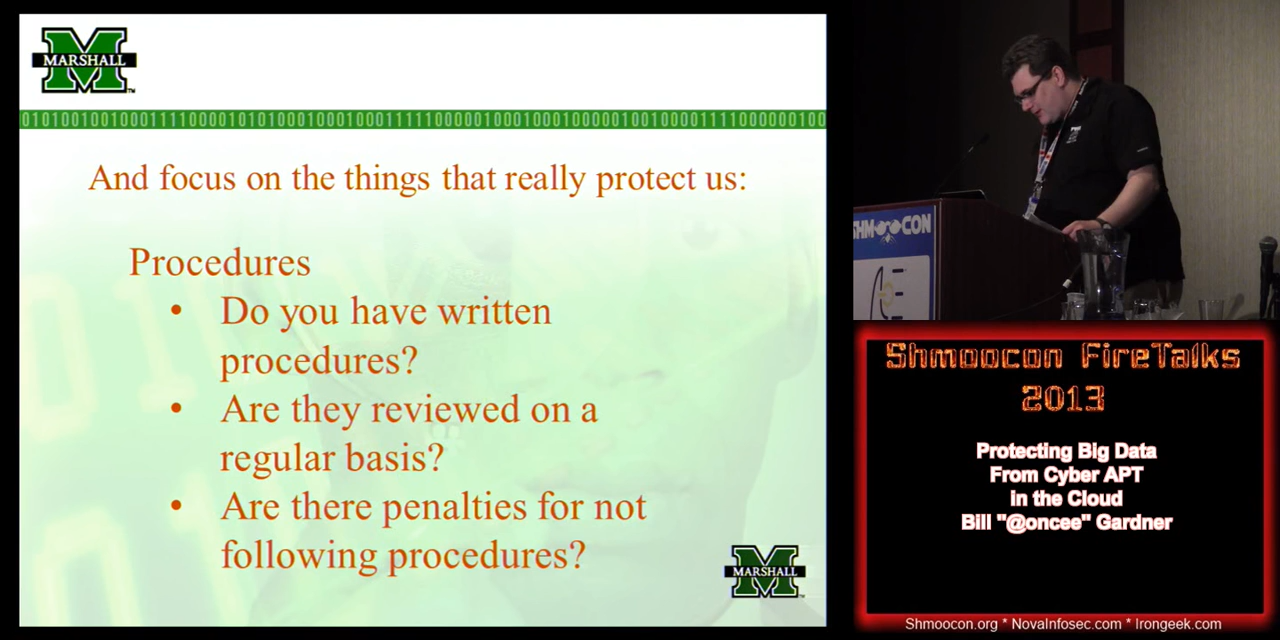 MARSHALL
And focus on the things that really protect us:
Procedures
• Do you have written
procedures?
• Are they reviewed on a
regular basis?
• Are there penalties for not
following procedures?
MARSHALL
SHMOOCON
Shmoocon FireTalks
2013
Protecting Big Data
From Cyber APT
in the Cloud
Bill "@oncee" Gardner
Shmoocon.org * NovaInfosec.com * Irongeek.com